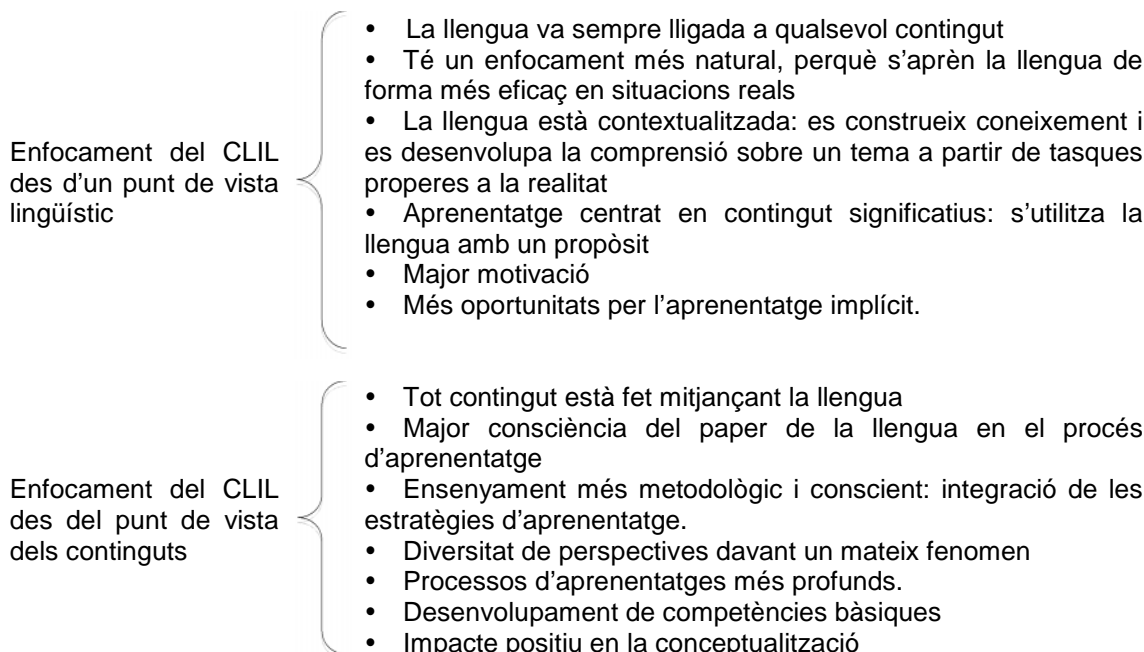 Enfocament del CLIL
des d'un punt de vista
lingüístic
• La llengua va sempre lligada a qualsevol contingut
• Té un enfocament més natural, perquè s'aprèn la llengua de
forma més eficaç en situacions reals
• La llengua està contextualitzada: es construeix coneixement i
es desenvolupa la comprensió sobre un tema a partir de tasques
properes a la realitat
• Aprenentatge centrat en contingut significatius: s'utilitza la
llengua amb un propòsit
• Major motivació
• Més oportunitats per l'aprenentatge implícit.
Enfocament del CLIL
des del punt de vista
dels continguts
• Tot contingut està fet mitjançant la llengua
• Major consciència del paper de la llengua en el procés
d'aprenentatge
• Ensenyament més metodològic i conscient: integració de les
estratègies d'aprenentatge.
• Diversitat de perspectives davant un mateix fenomen
• Processos d'aprenentatges més profunds.
• Desenvolupament de competències bàsiques
• Impacte positiu en la conceptualització